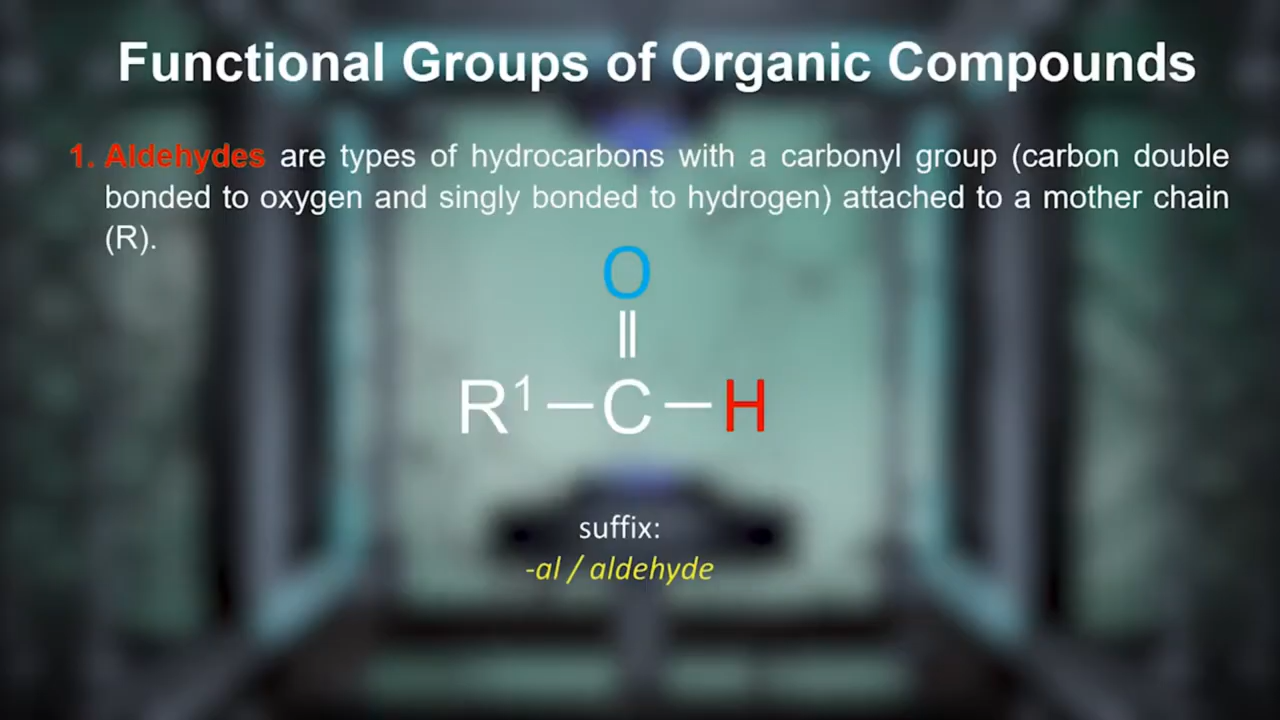 Functional Groups of Organic Compounds
1. Aldehydes are types of hydrocarbons with a carbonyl group (carbon double
bonded to oxygen and singly bonded to hydrogen) attached to a mother chain
(R).
O
||
R¹—C—H
suffix:
-al / aldehyde